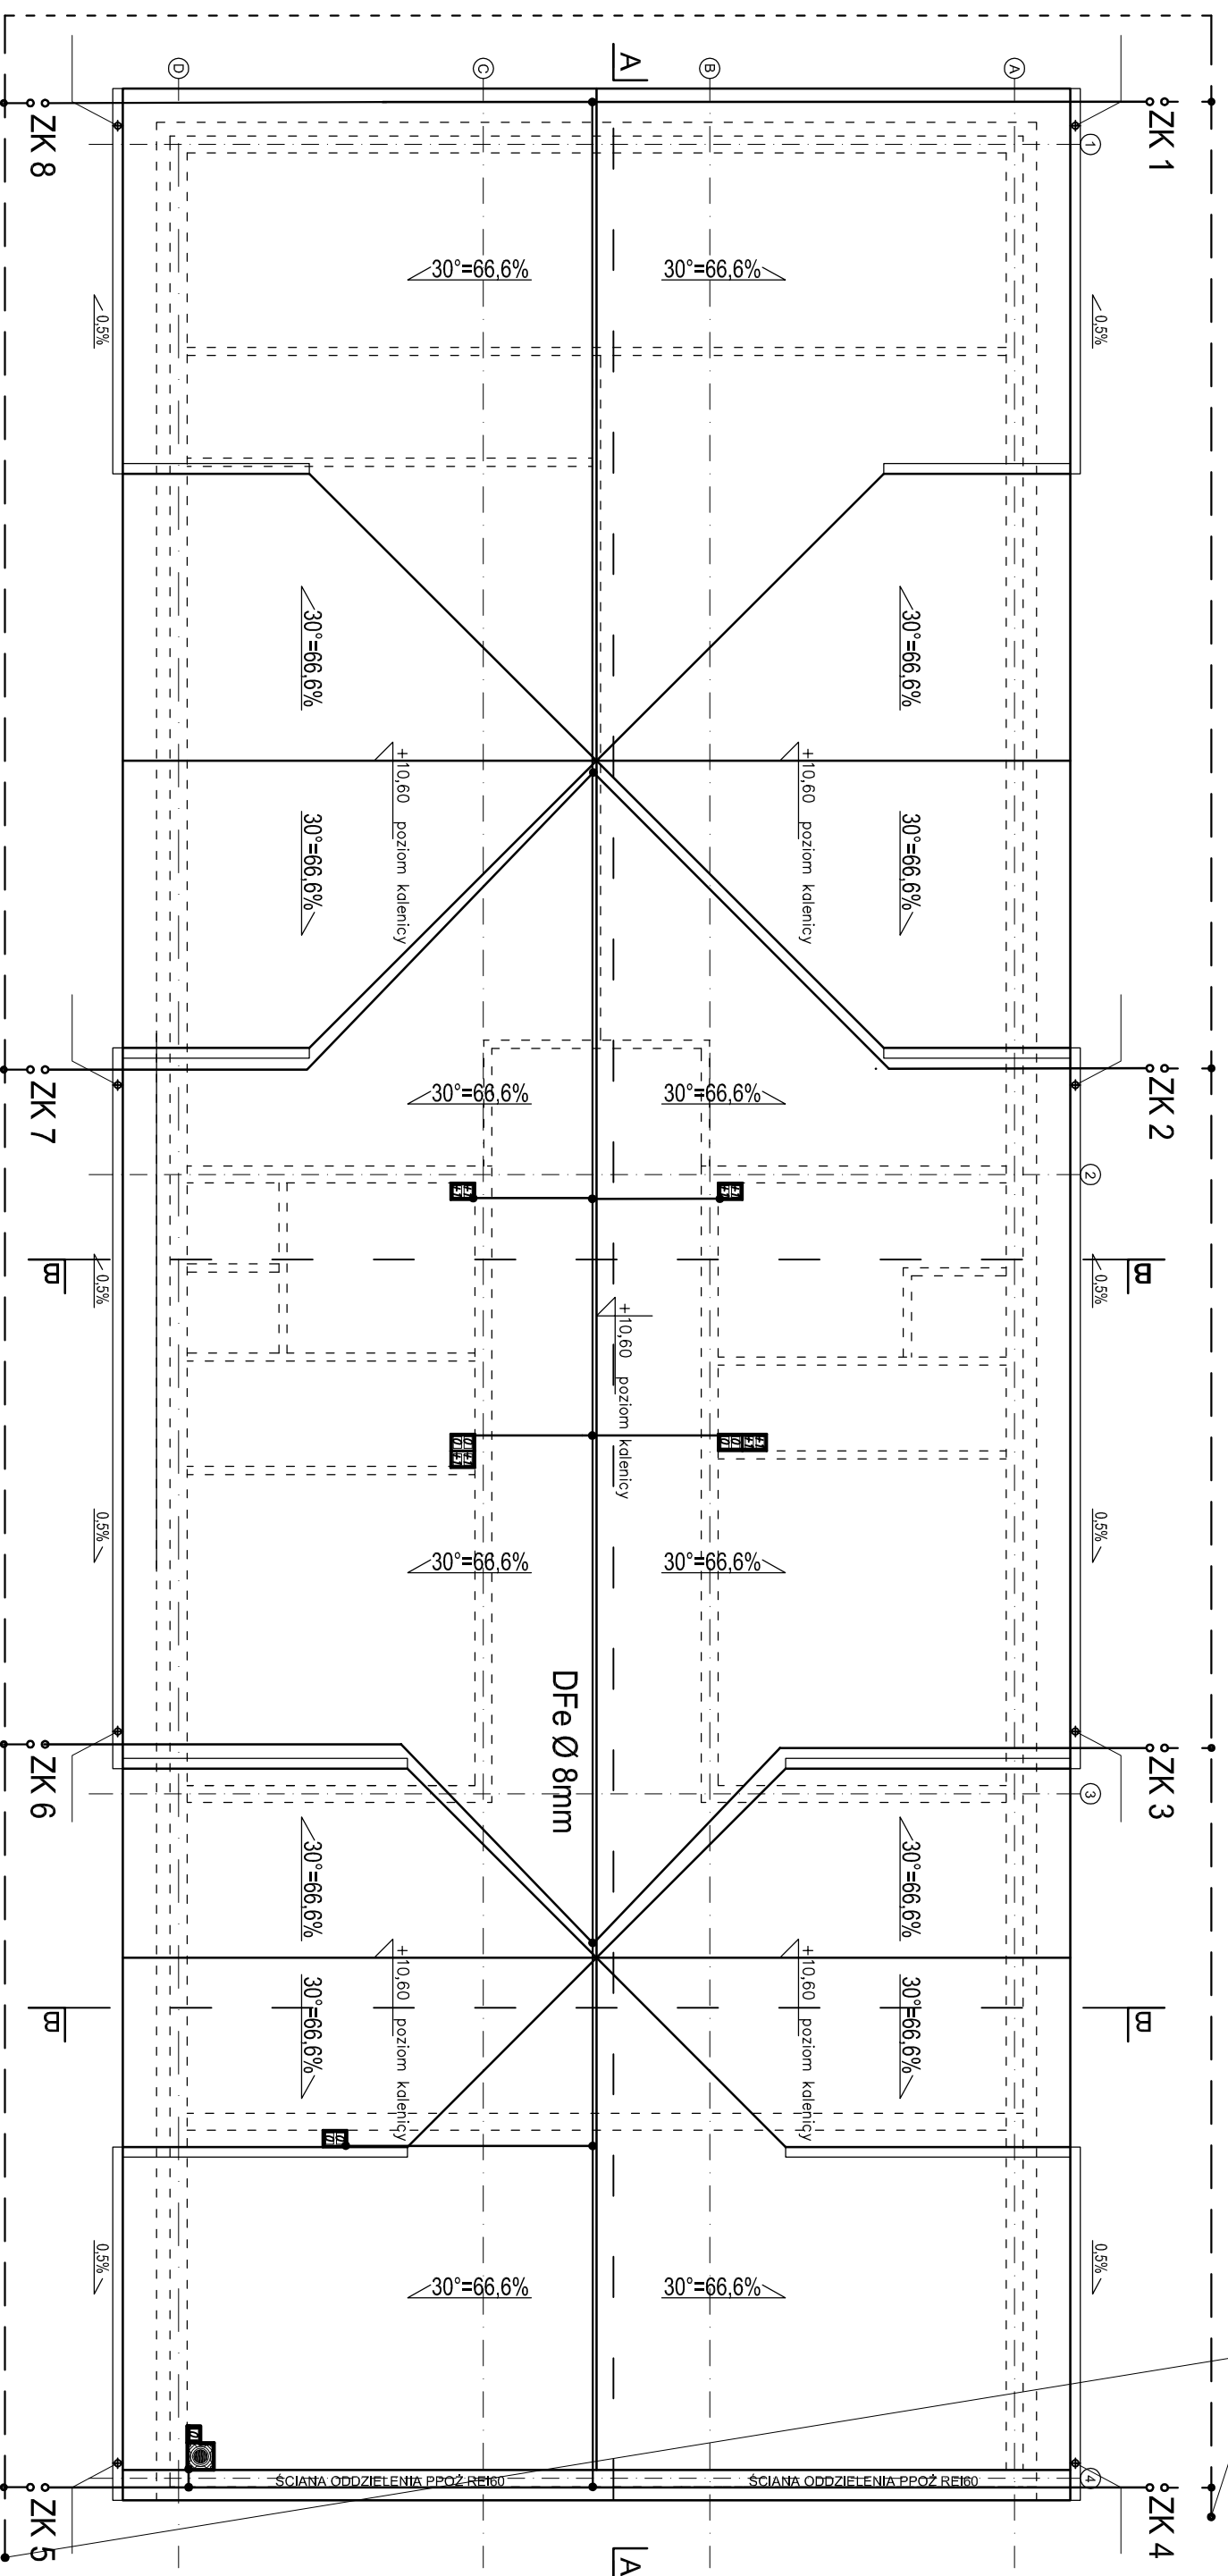 A
D
C
B
A
ZK 8
ZK 1
1
30°=66,6%
30°=66,6%
0,5%
0,5%
30°=66,6%
30°=66,6%
+10,60 poziom kalenicy
+10,60 poziom kalenicy
30°=66,6%
30°=66,6%
30°=66,6%
30°=66,6%
ZK 7
ZK 2
2
B
0,5%
0,5%
B
+10,60 poziom kalenicy
0,5%
0,5%
30°=66,6%
30°=66,6%
DFe Ø 8mm
ZK 6
ZK 3
3
30°=66,6%
30°=66,6%
+10,60 poziom kalenicy
+10,60 poziom kalenicy
30°=66,6%
30°=66,6%
B
B
0,5%
0,5%
30°=66,6%
30°=66,6%
ŚCIANA ODDZIELENIA PPOŻ REI60
ŚCIANA ODDZIELENIA PPOŻ REI60
4
ZK 5
ZK 4
A